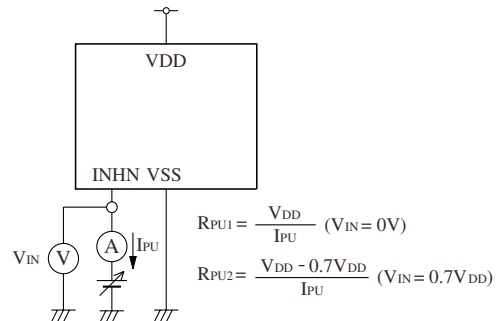 VDD
INHN VSS
VIN
V
A
IPU
RPU1 = VDD / IPU (VIN = 0V)
RPU2 = VDD - 0.7VDD / IPU (VIN = 0.7VDD)